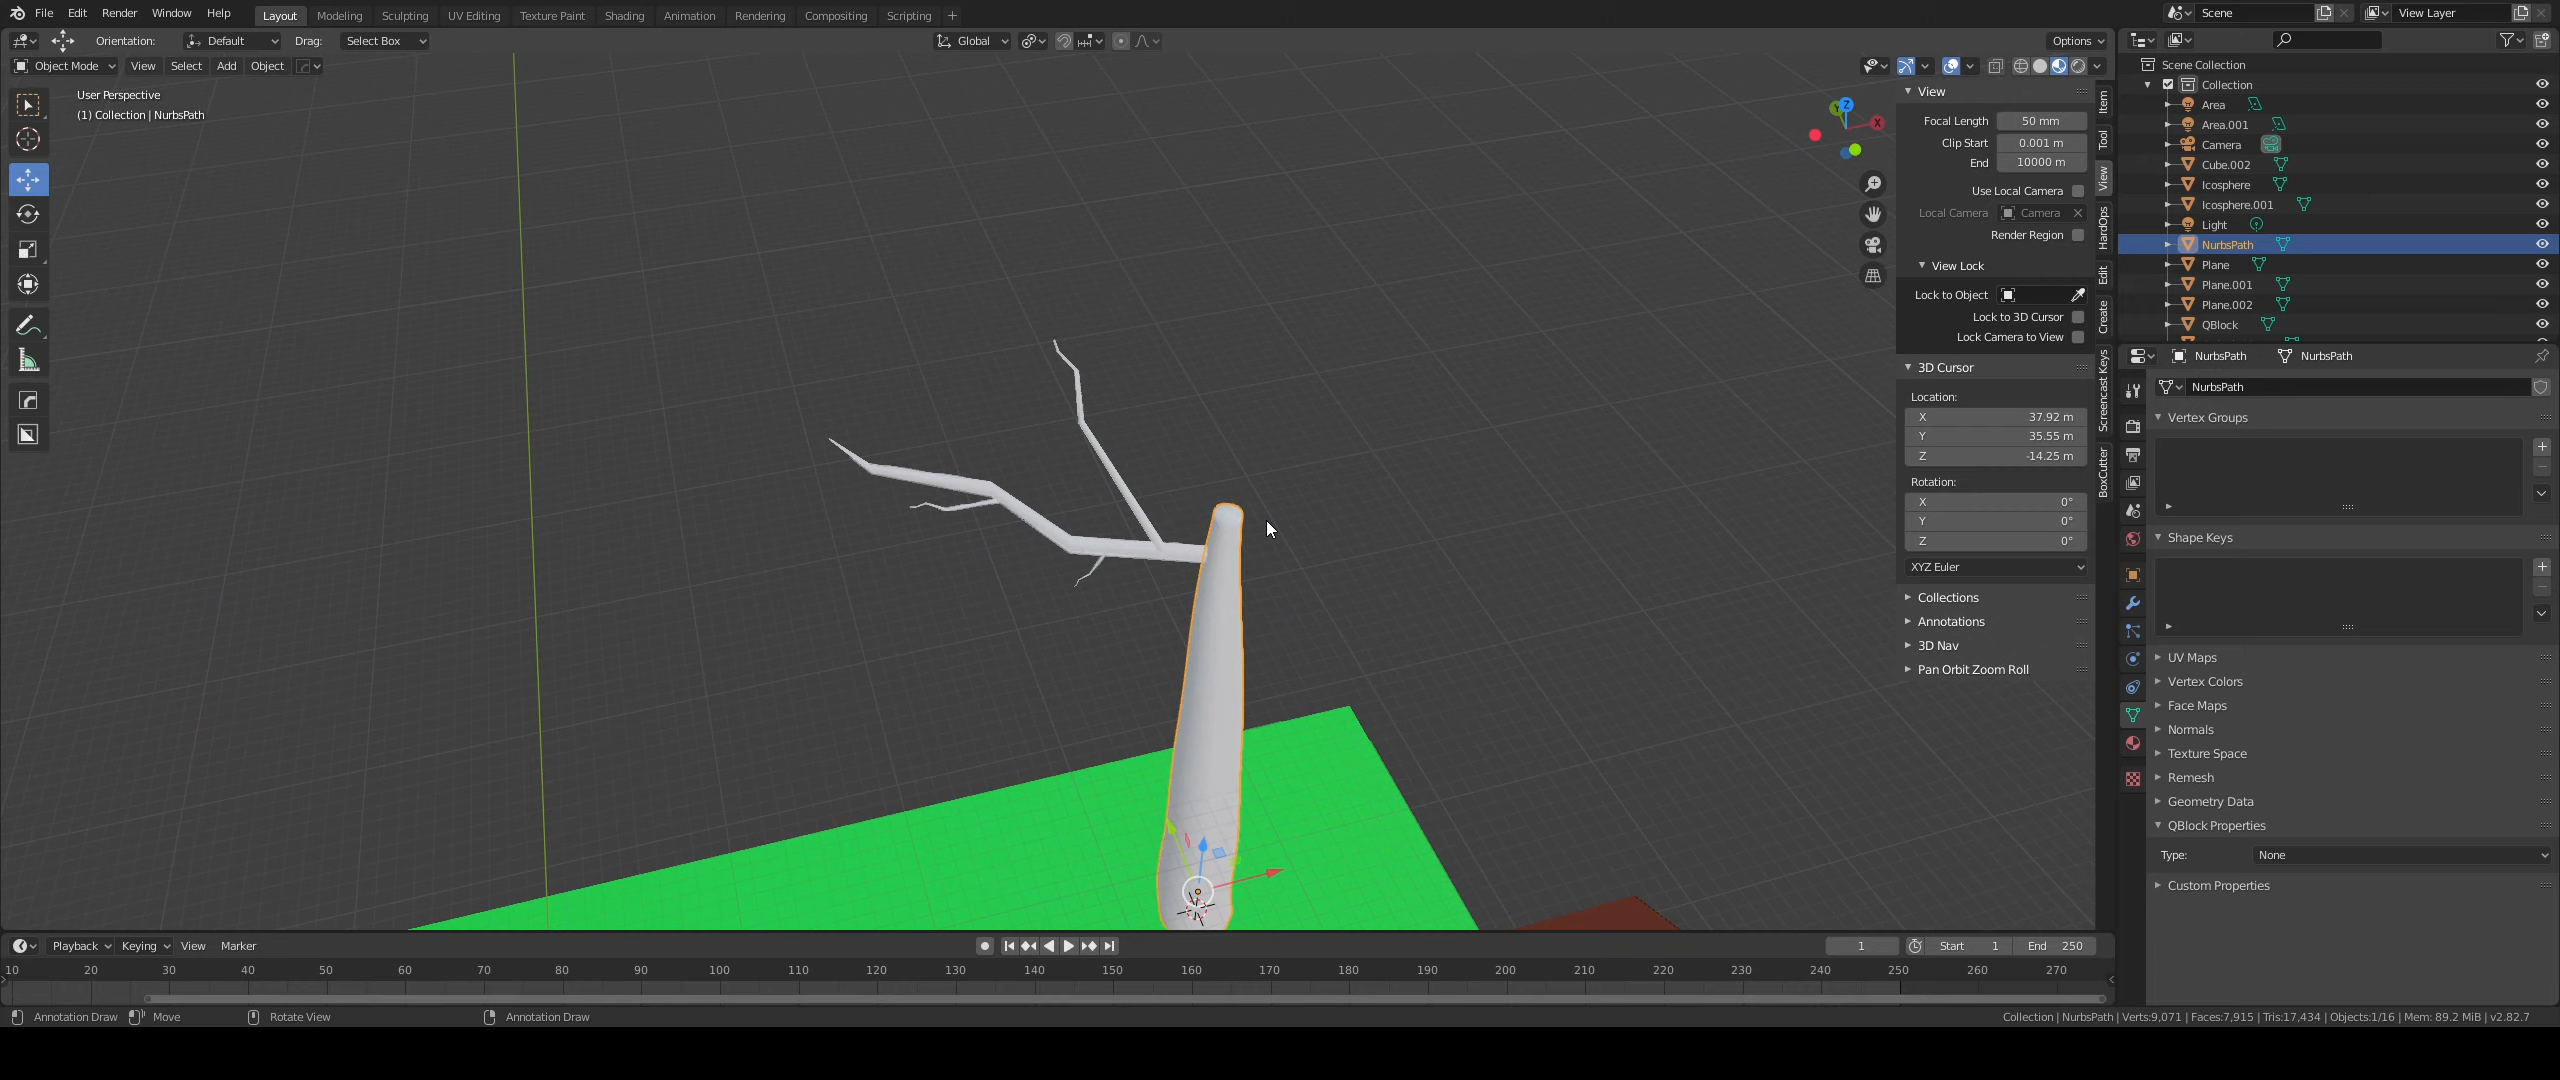 File Edit Render Window Help Layout Modeling Sculpting UV Editing Texture Paint Shading Animation Rendering Compositing Scripting + Scene View Layer
Orientation: Default Drag: Select Box Global Options
Object Mode View Select Add Object
User Perspective
(1) Collection | NurbsPath
View
Focal Length 50 mm
Clip Start 0.001 m
End 10000 m
Use Local Camera
Local Camera Camera
Render Region
View Lock
Lock to Object
Lock to 3D Cursor
Lock Camera to View
3D Cursor
Location:
X 37.92 m
Y 35.55 m
Z -14.25 m
Rotation:
X 0°
Y 0°
Z 0°
XYZ Euler
Collections
Annotations
3D Nav
Pan Orbit Zoom Roll
Item
Tool
View
HardOps
Edit
Create
Screencast Keys
BoxCutter
Z
Y
X
Scene Collection
Collection
Area
Area.001
Camera
Cube.002
Icosphere
Icosphere.001
Light
NurbsPath
Plane
Plane.001
Plane.002
QBlock
NurbsPath NurbsPath
NurbsPath
Vertex Groups
Shape Keys
UV Maps
Vertex Colors
Face Maps
Normals
Texture Space
Remesh
Geometry Data
QBlock Properties
Type: None
Custom Properties
Playback Keying View Marker 1 Start 1 End 250
10 20 30 40 50 60 70 80 90 100 110 120 130 140 150 160 170 180 190 200 210 220 230 240 250 260 270
Annotation Draw Move Rotate View Annotation Draw Collection | NurbsPath | Verts:9,071 | Faces:7,915 | Tris:17,434 | Objects:1/16 | Mem: 89.2 MiB | v2.82.7